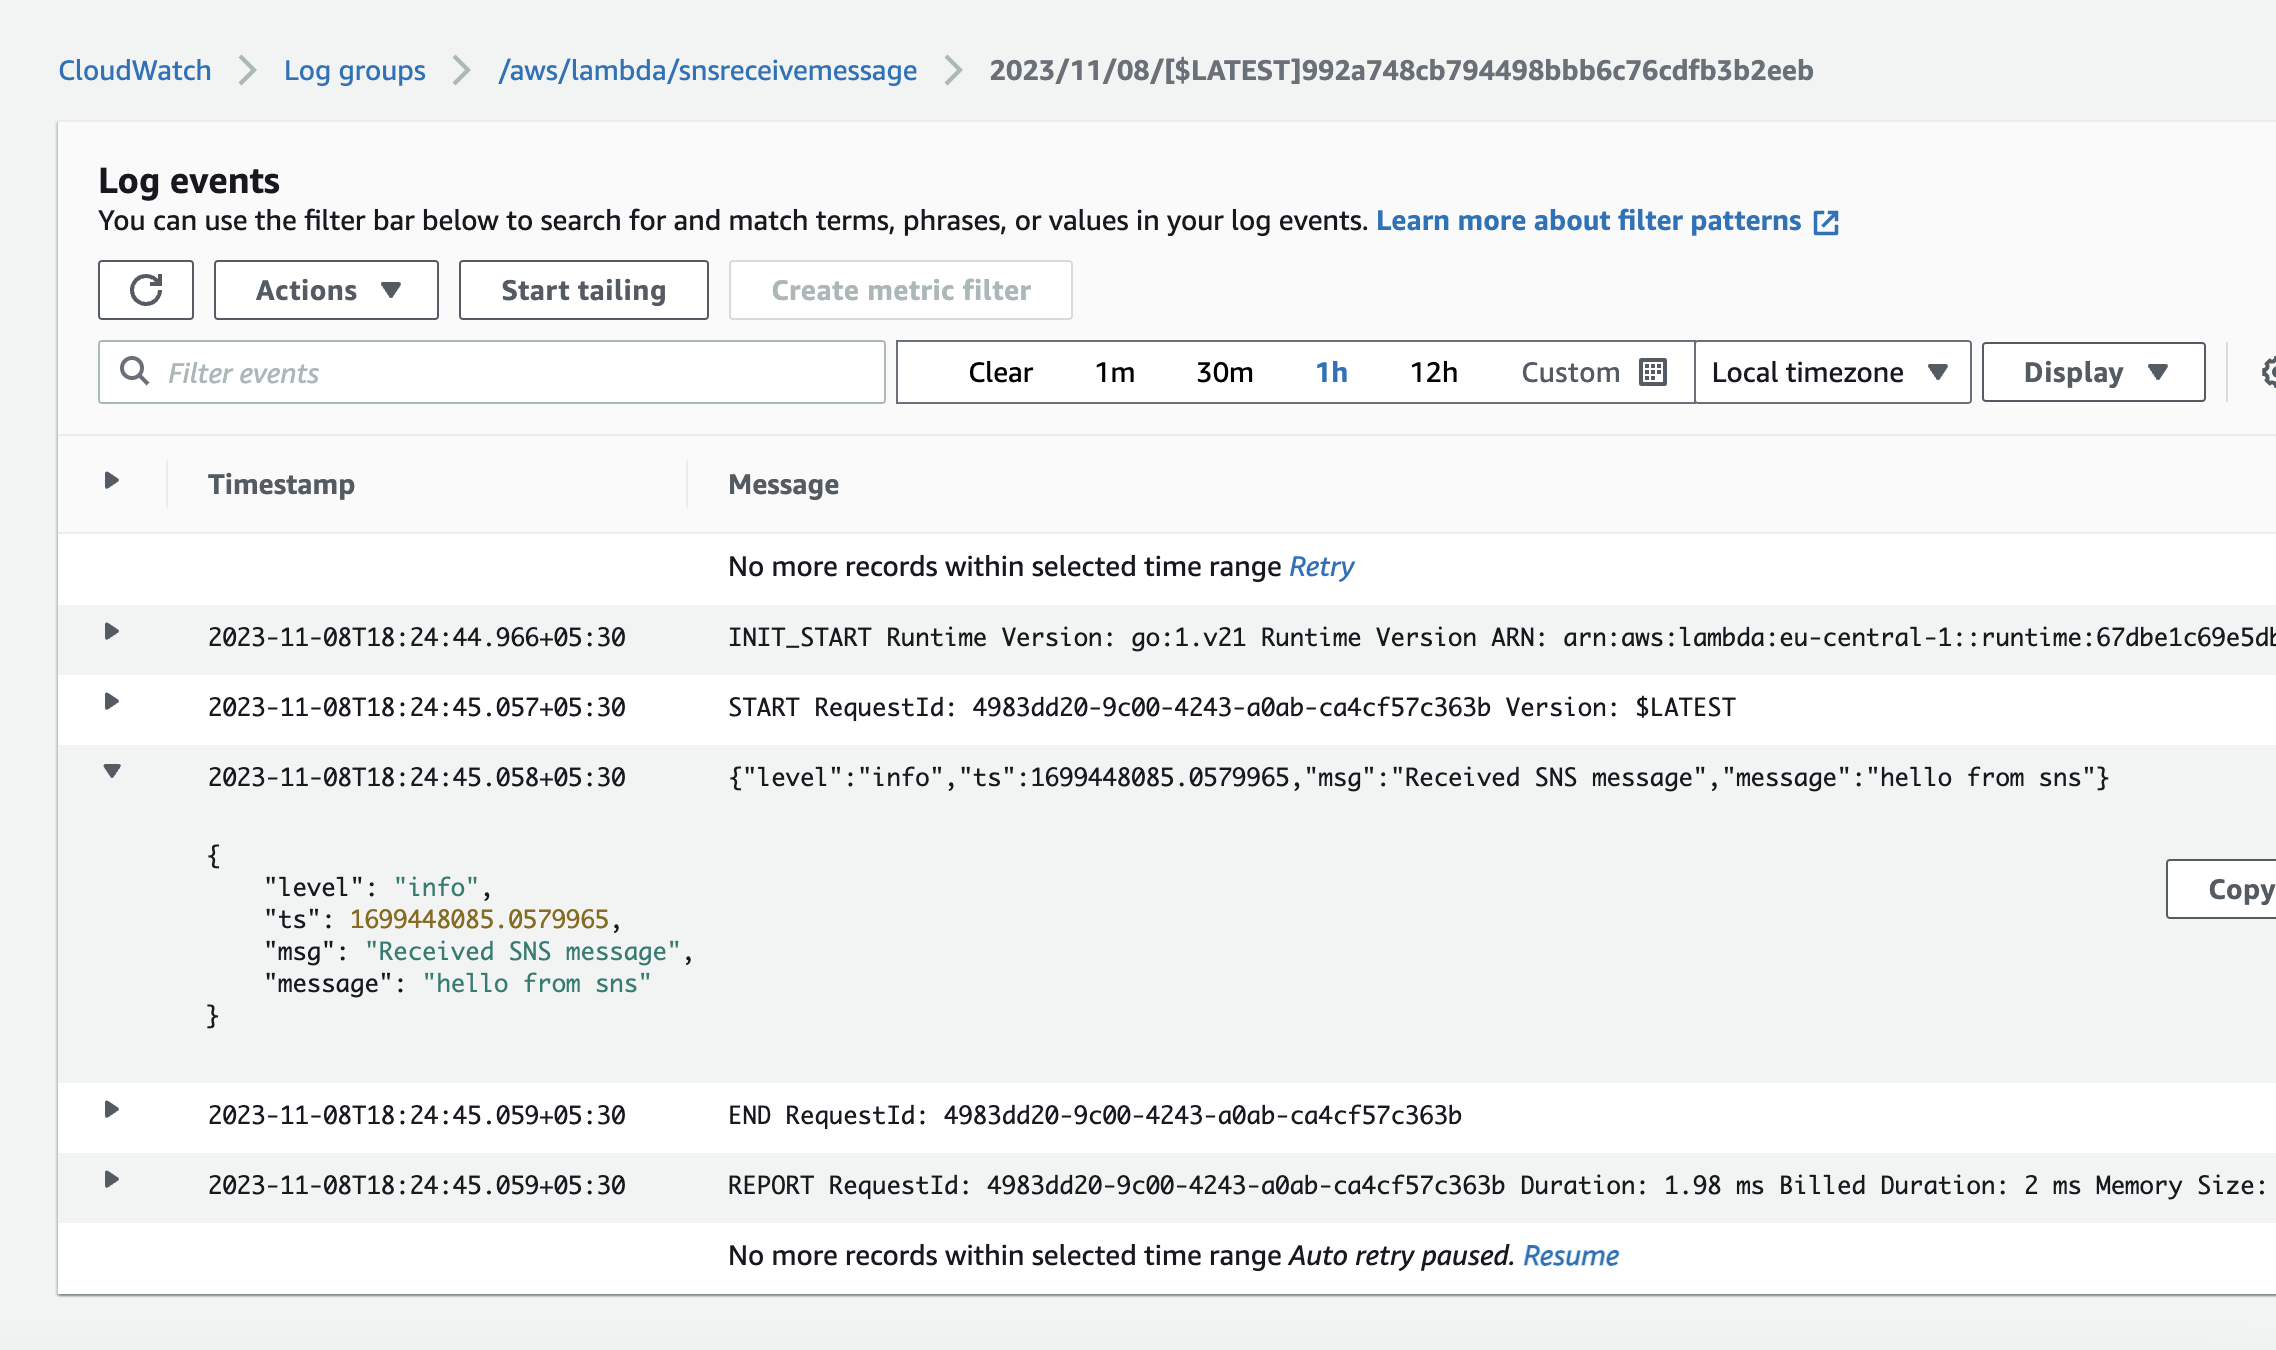 CloudWatch Log groups /aws/lambda/snsreceivemessage 2023/11/08/[$LATEST]992a748cb794498bbb6c76cdfb3b2eeb
Log events
You can use the filter bar below to search for and match terms, phrases, or values in your log events. Learn more about filter patterns
Actions Start tailing Create metric filter
Filter events Clear 1m 30m 1h 12h Custom Local timezone Display
Timestamp Message
No more records within selected time range Retry
2023-11-08T18:24:44.966+05:30 INIT_START Runtime Version: go:1.v21 Runtime Version ARN: arn:aws:lambda:eu-central-1::runtime:67dbe1c69e5db
2023-11-08T18:24:45.057+05:30 START RequestId: 4983dd20-9c00-4243-a0ab-ca4cf57c363b Version: $LATEST
2023-11-08T18:24:45.058+05:30 {"level":"info","ts":1699448085.0579965,"msg":"Received SNS message","message":"hello from sns"}
{
"level": "info",
"ts": 1699448085.0579965,
"msg": "Received SNS message",
"message": "hello from sns"
}
Copy
2023-11-08T18:24:45.059+05:30 END RequestId: 4983dd20-9c00-4243-a0ab-ca4cf57c363b
2023-11-08T18:24:45.059+05:30 REPORT RequestId: 4983dd20-9c00-4243-a0ab-ca4cf57c363b Duration: 1.98 ms Billed Duration: 2 ms Memory Size:
No more records within selected time range Auto retry paused. Resume